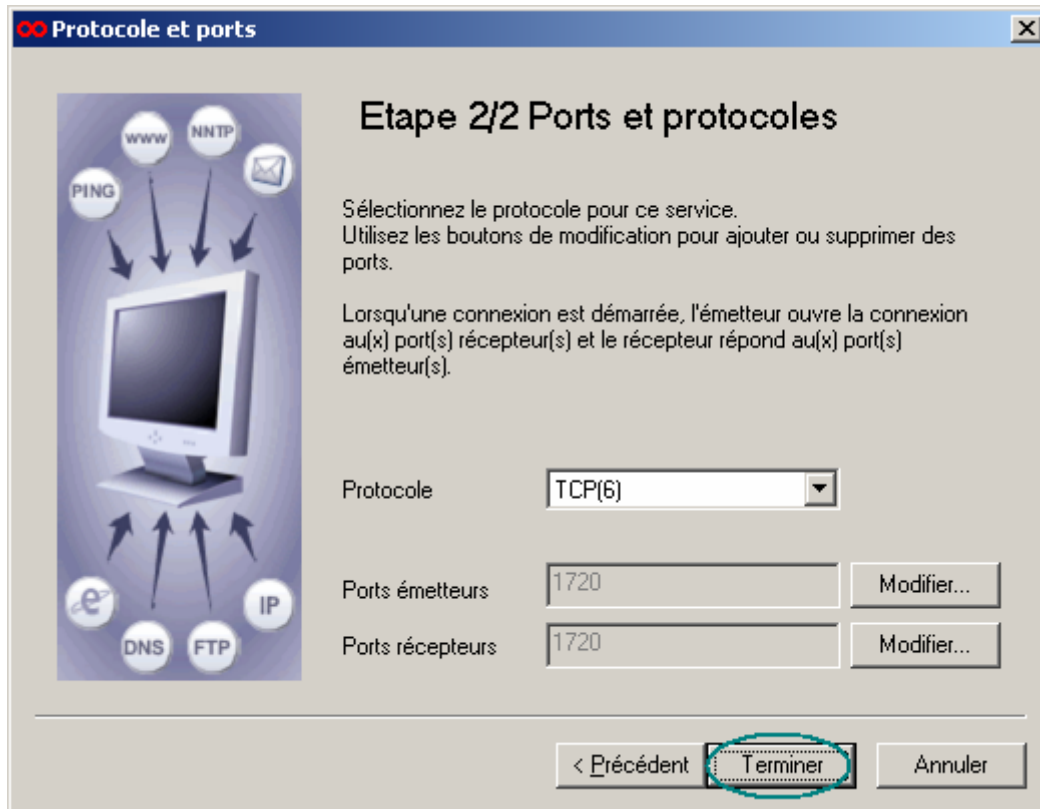 Protocole et ports
Etape 2/2 Ports et protocoles
www
NNTP
PING
Sélectionnez le protocole pour ce service.
Utilisez les boutons de modification pour ajouter ou supprimer des
ports.
Lorsqu'une connexion est démarrée, l'émetteur ouvre la connexion
au(x) port(s) récepteur(s) et le récepteur répond au(x) port(s)
émetteur(s).
Protocole
TCP(6)
Ports émetteurs
1720
Modifier...
Ports récepteurs
1720
Modifier...
e
IP
DNS
FTP
< Précédent
Terminer
Annuler